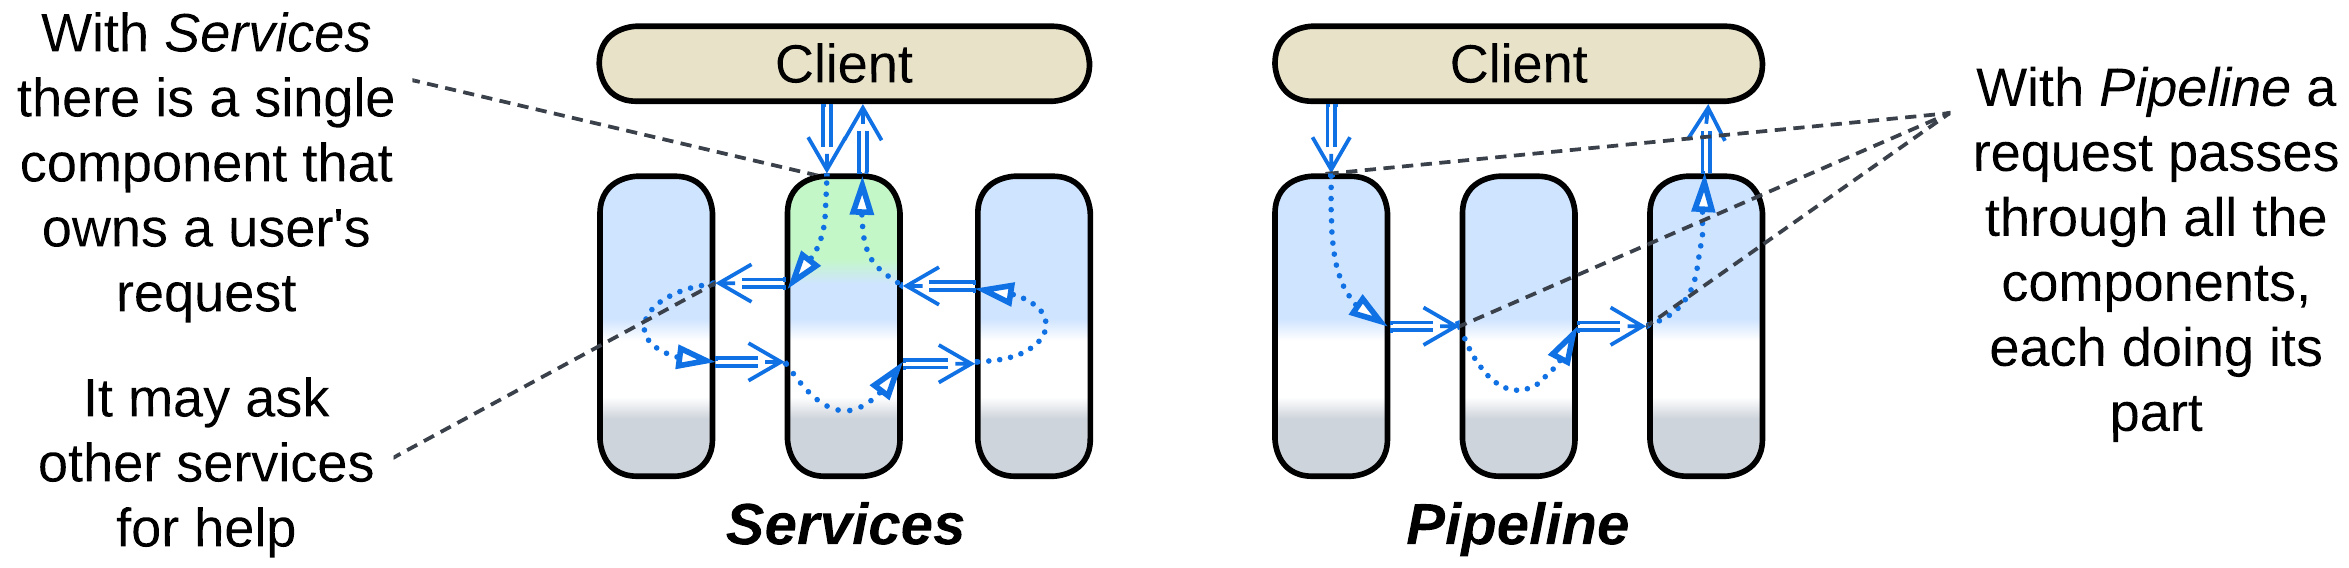 With Services
there is a single
component that
owns a user's
request
It may ask
other services
for help
Client
Services
Client
Pipeline
With Pipeline a
request passes
through all the
components,
each doing its
part